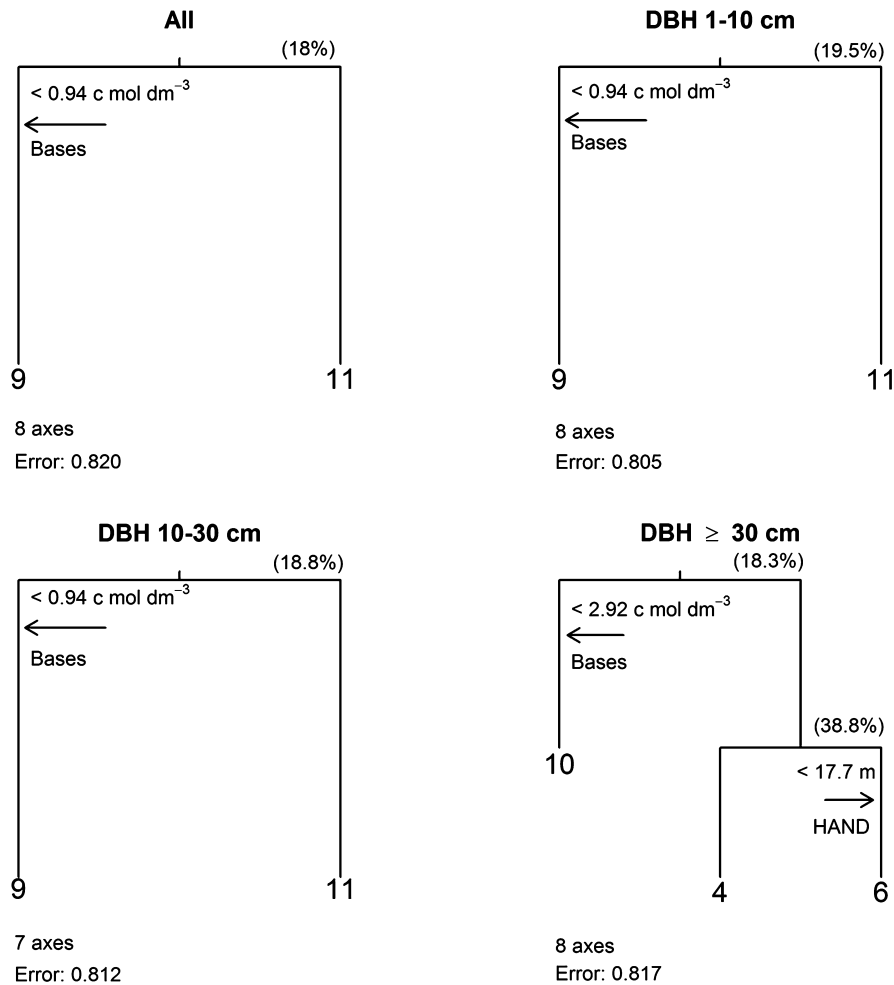 All
(18%)
< 0.94 c mol dm⁻³
Bases
9
11
8 axes
Error: 0.820
DBH 1-10 cm
(19.5%)
< 0.94 c mol dm⁻³
Bases
9
11
8 axes
Error: 0.805
DBH 10-30 cm
(18.8%)
< 0.94 c mol dm⁻³
Bases
9
11
7 axes
Error: 0.812
DBH ≥ 30 cm
(18.3%)
< 2.92 c mol dm⁻³
Bases
10
(38.8%)
< 17.7 m
HAND
4
6
8 axes
Error: 0.817